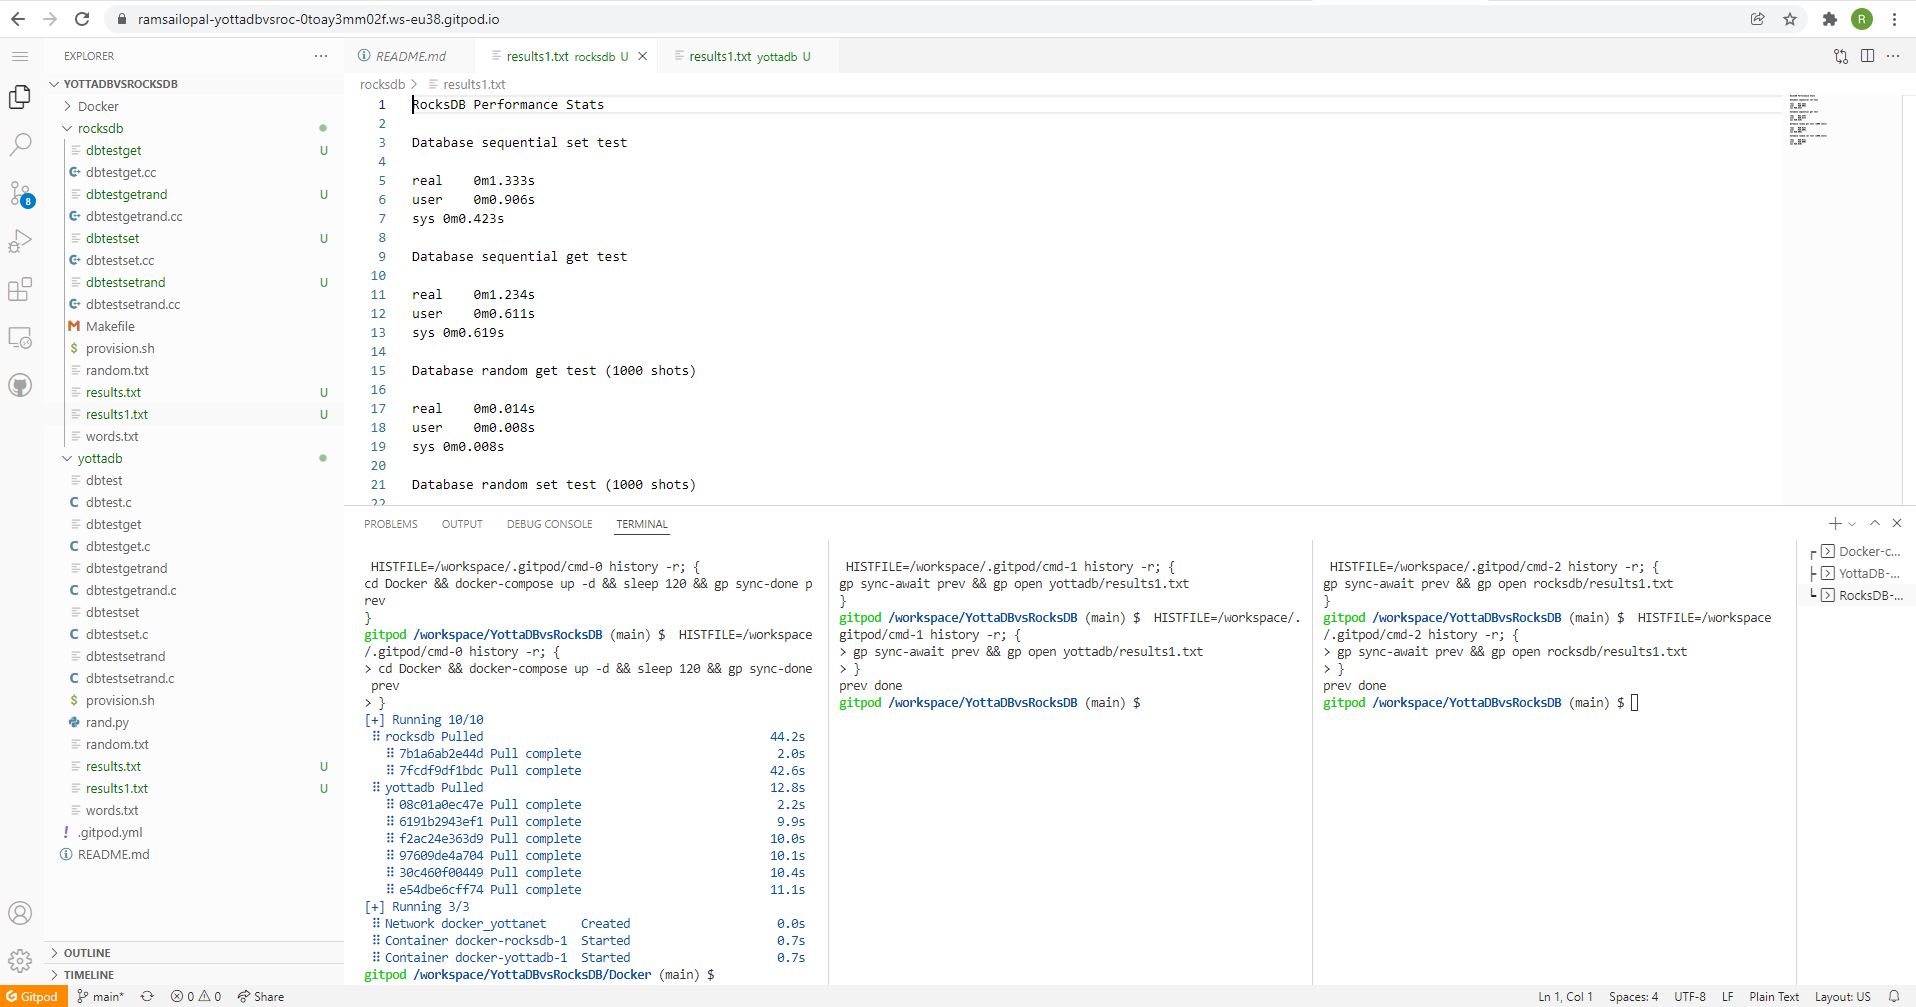 ramsailopal-yottadbvsroc-0toay3mm02f.ws-eu38.gitpod.io
R
EXPLORER
YOTTADBVSROCKSDB
Docker
rocksdb
dbtestget U
dbtestget.cc
dbtestgetrand U
dbtestgetrand.cc
dbtestset U
dbtestset.cc
dbtestsetrand U
dbtestsetrand.cc
Makefile
provision.sh
random.txt
results.txt U
results1.txt U
words.txt
yottadb
dbtest
dbtest.c
dbtestget
dbtestget.c
dbtestgetrand
dbtestgetrand.c
dbtestset
dbtestset.c
dbtestsetrand
dbtestsetrand.c
provision.sh
rand.py
random.txt
results.txt U
results1.txt U
words.txt
.gitpod.yml
README.md
OUTLINE
TIMELINE
8
README.md
results1.txt rocksdb U
results1.txt yottadb U
rocksdb > results1.txt
1 RocksDB Performance Stats
2
3 Database sequential set test
4
5 real 0m1.333s
6 user 0m0.906s
7 sys 0m0.423s
8
9 Database sequential get test
10
11 real 0m1.234s
12 user 0m0.611s
13 sys 0m0.619s
14
15 Database random get test (1000 shots)
16
17 real 0m0.014s
18 user 0m0.008s
19 sys 0m0.008s
20
21 Database random set test (1000 shots)
22
PROBLEMS OUTPUT DEBUG CONSOLE TERMINAL
HISTFILE=/workspace/.gitpod/cmd-0 history -r; {
cd Docker && docker-compose up -d && sleep 120 && gp sync-done p
rev
}
gitpod /workspace/YottaDBvsRocksDB (main) $ HISTFILE=/workspace
/.gitpod/cmd-0 history -r; {
> cd Docker && docker-compose up -d && sleep 120 && gp sync-done
prev
> }
[+] Running 10/10
rocksdb Pulled 44.2s
7b1a6ab2e44d Pull complete 2.0s
7fcdf9df1bdc Pull complete 42.6s
yottadb Pulled 12.8s
08c01a0ec47e Pull complete 2.2s
6191b2943ef1 Pull complete 9.9s
f2ac24e363d9 Pull complete 10.0s
97609de4a704 Pull complete 10.1s
30c460f00449 Pull complete 10.4s
e54dbe6cff74 Pull complete 11.1s
[+] Running 3/3
Network docker_yottanet Created 0.0s
Container docker-rocksdb-1 Started 0.7s
Container docker-yottadb-1 Started 0.7s
gitpod /workspace/YottaDBvsRocksDB/Docker (main) $
HISTFILE=/workspace/.gitpod/cmd-1 history -r; {
gp sync-await prev && gp open yottadb/results1.txt
}
gitpod /workspace/YottaDBvsRocksDB (main) $ HISTFILE=/workspace/.
gitpod/cmd-1 history -r; {
> gp sync-await prev && gp open yottadb/results1.txt
> }
prev done
gitpod /workspace/YottaDBvsRocksDB (main) $
HISTFILE=/workspace/.gitpod/cmd-2 history -r; {
gp sync-await prev && gp open rocksdb/results1.txt
}
gitpod /workspace/YottaDBvsRocksDB (main) $ HISTFILE=/workspace
/.gitpod/cmd-2 history -r; {
> gp sync-await prev && gp open rocksdb/results1.txt
> }
prev done
gitpod /workspace/YottaDBvsRocksDB (main) $
Docker-c...
YottaDB-...
RocksDB-...
Gitpod main* 0 0 Share Ln 1, Col 1 Spaces: 4 UTF-8 LF Plain Text Layout: US